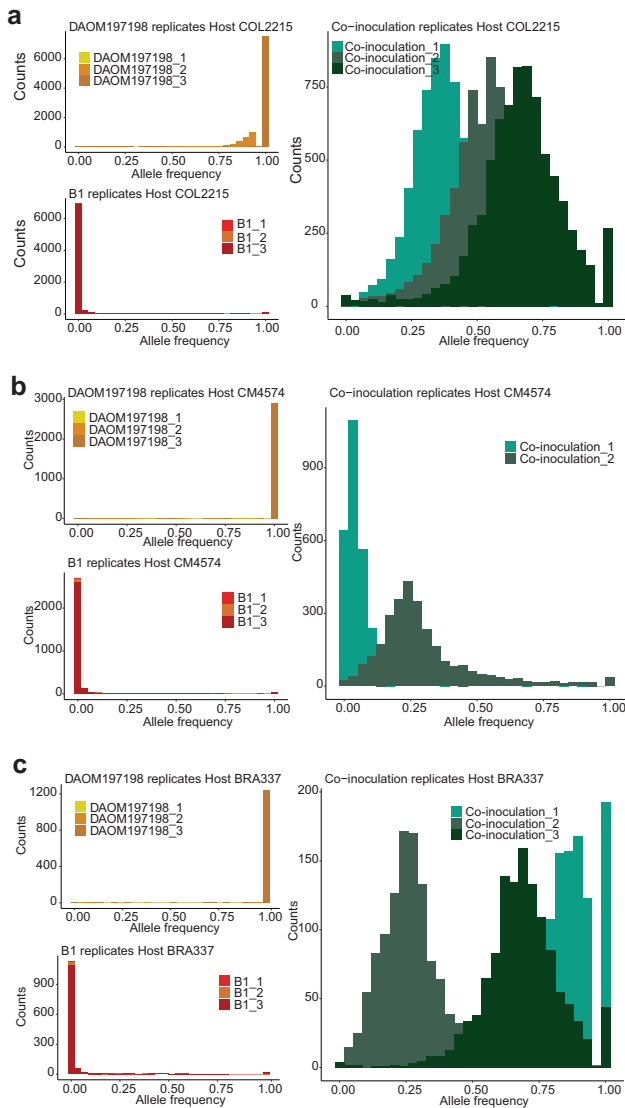 a
DAOM197198 replicates Host COL2215
DAOM197198_1
DAOM197198_2
DAOM197198_3
Counts
6000
4000
2000
0
0.00 0.25 0.50 0.75 1.00
Allele frequency
B1 replicates Host COL2215
B1_1
B1_2
B1_3
Counts
6000
4000
2000
0
0.00 0.25 0.50 0.75 1.00
Allele frequency
Co-inoculation replicates Host COL2215
Co-inoculation_1
Co-inoculation_2
Co-inoculation_3
Counts
750
500
250
0
0.00 0.25 0.50 0.75 1.00
Allele frequency
b
DAOM197198 replicates Host CM4574
DAOM197198_1
DAOM197198_2
DAOM197198_3
Counts
3000
2000
1000
0
0.00 0.25 0.50 0.75 1.00
Allele frequency
B1 replicates Host CM4574
B1_1
B1_2
B1_3
Counts
2000
1000
0
0.00 0.25 0.50 0.75 1.00
Allele frequency
Co-inoculation replicates Host CM4574
Co-inoculation_1
Co-inoculation_2
Counts
900
600
300
0
0.00 0.25 0.50 0.75 1.00
Allele frequency
c
DAOM197198 replicates Host BRA337
DAOM197198_1
DAOM197198_2
DAOM197198_3
Counts
1200
800
400
0
0.00 0.25 0.50 0.75 1.00
Allele frequency
B1 replicates Host BRA337
B1_1
B1_2
B1_3
Counts
900
600
300
0
0.00 0.25 0.50 0.75 1.00
Allele frequency
Co-inoculation replicates Host BRA337
Co-inoculation_1
Co-inoculation_2
Co-inoculation_3
Counts
200
150
100
50
0
0.00 0.25 0.50 0.75 1.00
Allele frequency